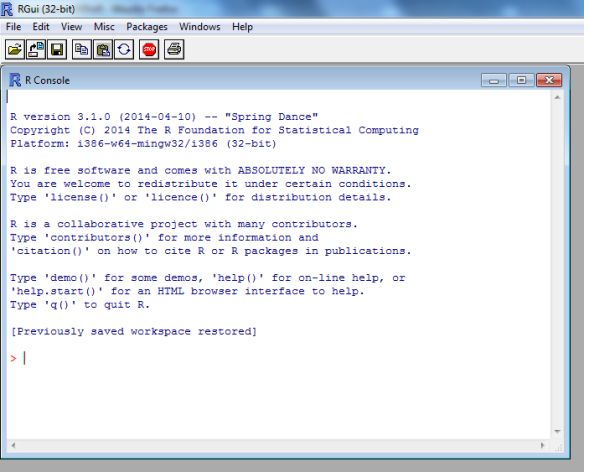 RGui (32-bit)
File Edit View Misc Packages Windows Help
STOP
R Console
R version 3.1.0 (2014-04-10) -- "Spring Dance"
Copyright (C) 2014 The R Foundation for Statistical Computing
Platform: i386-w64-mingw32/i386 (32-bit)
R is free software and comes with ABSOLUTELY NO WARRANTY.
You are welcome to redistribute it under certain conditions.
Type 'license()' or 'licence()' for distribution details.
R is a collaborative project with many contributors.
Type 'contributors()' for more information and
'citation()' on how to cite R or R packages in publications.
Type 'demo()' for some demos, 'help()' for on-line help, or
'help.start()' for an HTML browser interface to help.
Type 'q()' to quit R.
[Previously saved workspace restored]
>